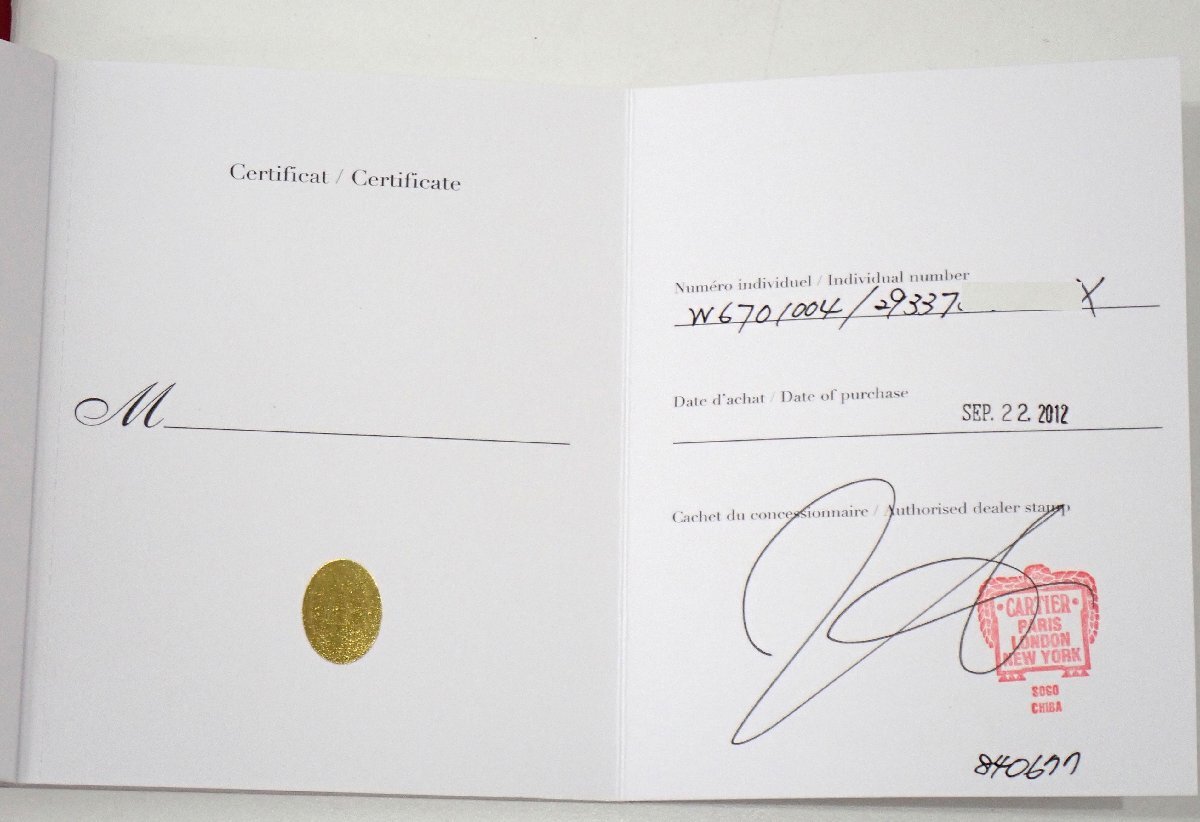 Certificat / Certificate
M
Numéro individuel / Individual number
W6701004/29337 X
Date d'achat / Date of purchase
SEP. 22. 2012
Cachet du concessionnaire / Authorised dealer stamp
CARTIER
PARIS
LONDON
NEW YORK
SOGO
CHIBA
840677